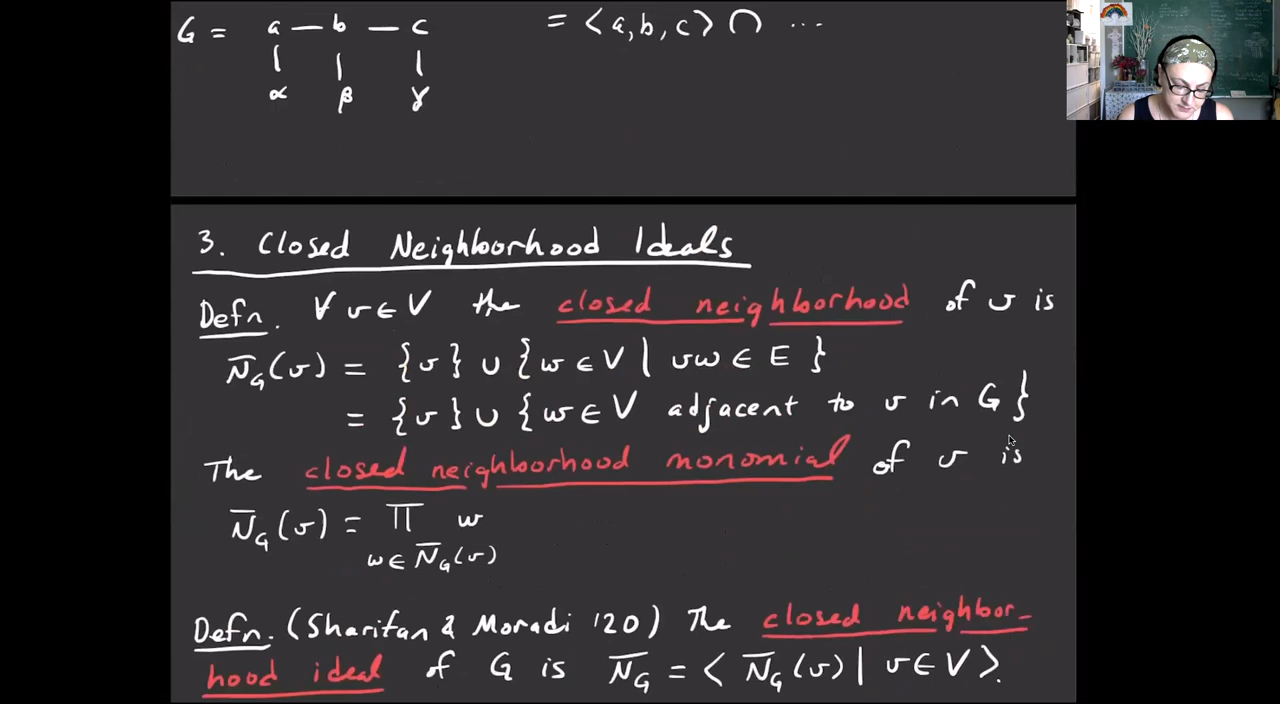 G = a — b — c = <a,b,c> ∩ ...
| | |
α β γ
3. Closed Neighborhood Ideals
Defn. ∀ v ∈ V the closed neighborhood of v is
N̄_G(v) = {v} ∪ {w ∈ V | vw ∈ E }
= {v} ∪ {w ∈ V adjacent to v in G}
The closed neighborhood monomial of v is
N̄_G(v) = ∏ w
w ∈ N̄_G(v)
Defn. (Sharifan & Moradi '20) The closed neighbor-
hood ideal of G is N̄_G = < N̄_G(v) | v ∈ V >.